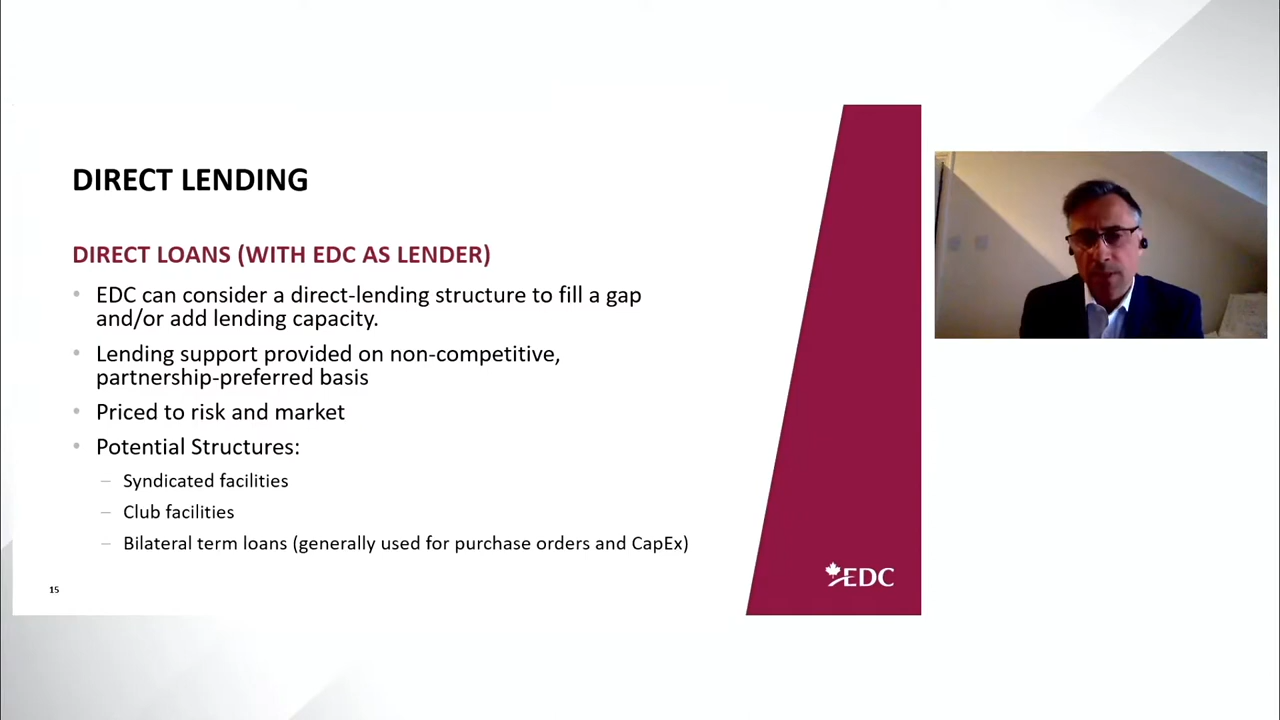 DIRECT LENDING
DIRECT LOANS (WITH EDC AS LENDER)
• EDC can consider a direct-lending structure to fill a gap
and/or add lending capacity.
• Lending support provided on non-competitive,
partnership-preferred basis
• Priced to risk and market
• Potential Structures:
– Syndicated facilities
– Club facilities
– Bilateral term loans (generally used for purchase orders and CapEx)
15
EDC